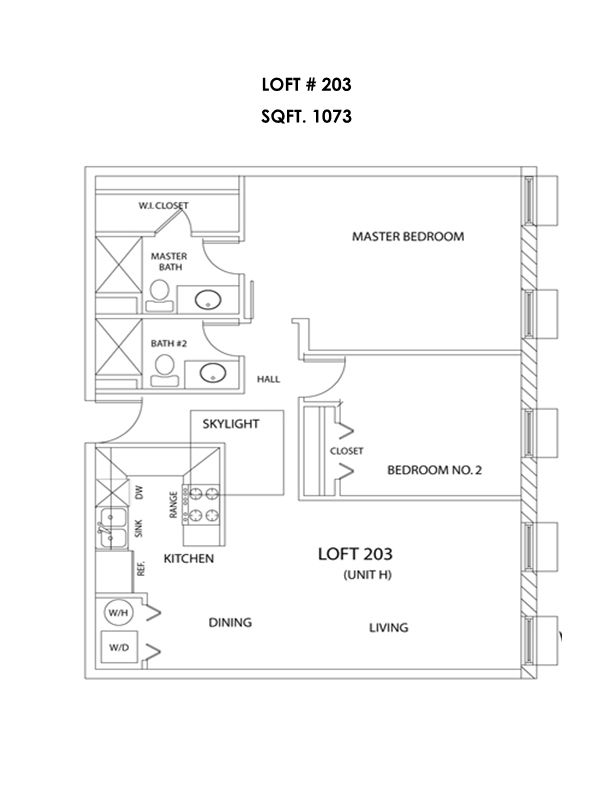 LOFT # 203
SQFT. 1073
W.I. CLOSET
MASTER BEDROOM
MASTER
BATH
BATH #2
HALL
SKYLIGHT
CLOSET
BEDROOM NO. 2
DW
RANGE
SINK
KITCHEN
LOFT 203
(UNIT H)
REF.
W/H
DINING
LIVING
W/D